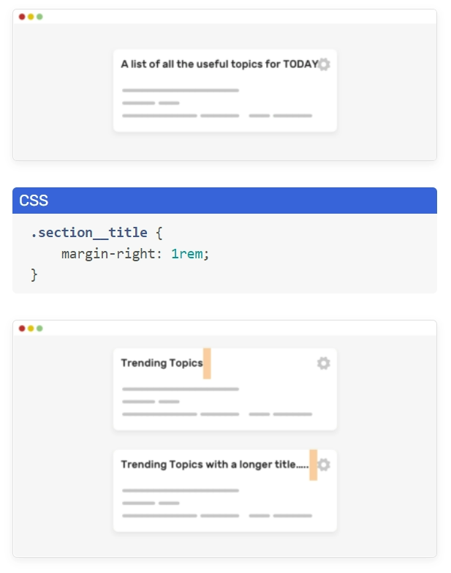 A list of all the useful topics for TODAY
CSS
.section__title {
    margin-right: 1rem;
}
Trending Topics
Trending Topics with a longer title.....